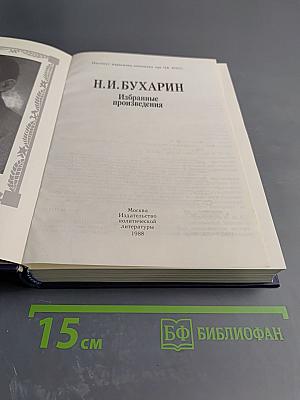 Институт марксизма-ленинизма при ЦК КПСС
Н.И.БУХАРИН
Избранные
произведения
Москва
Издательство
политической
литературы
1988
15 см
БФ БИБЛИОФАН